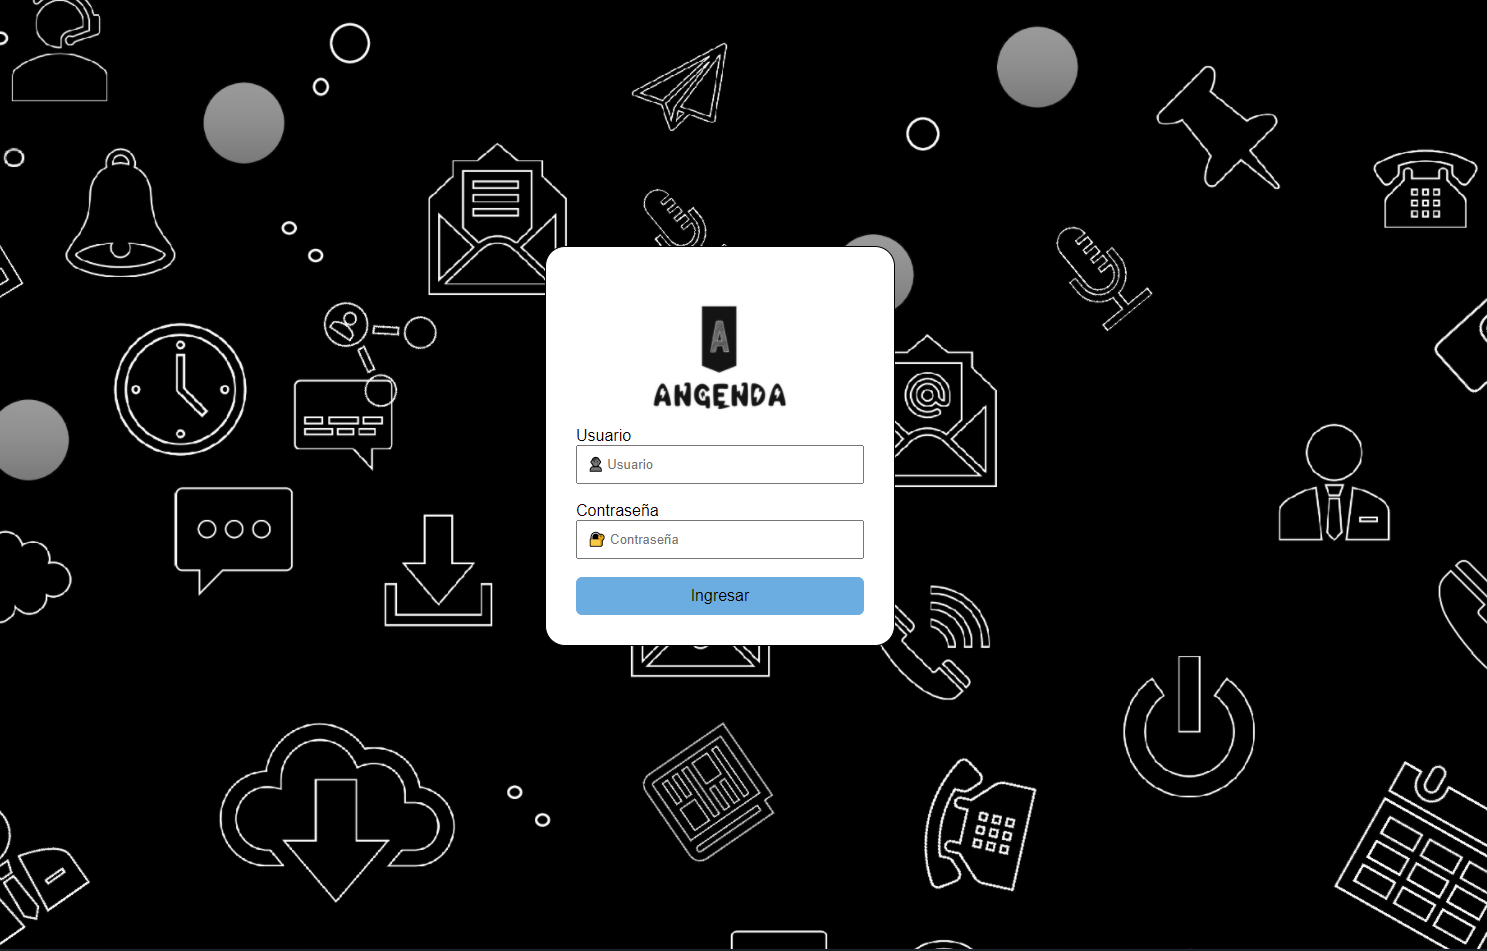 A
ANGENDA
Usuario
Usuario
Contraseña
Contraseña
Ingresar
@